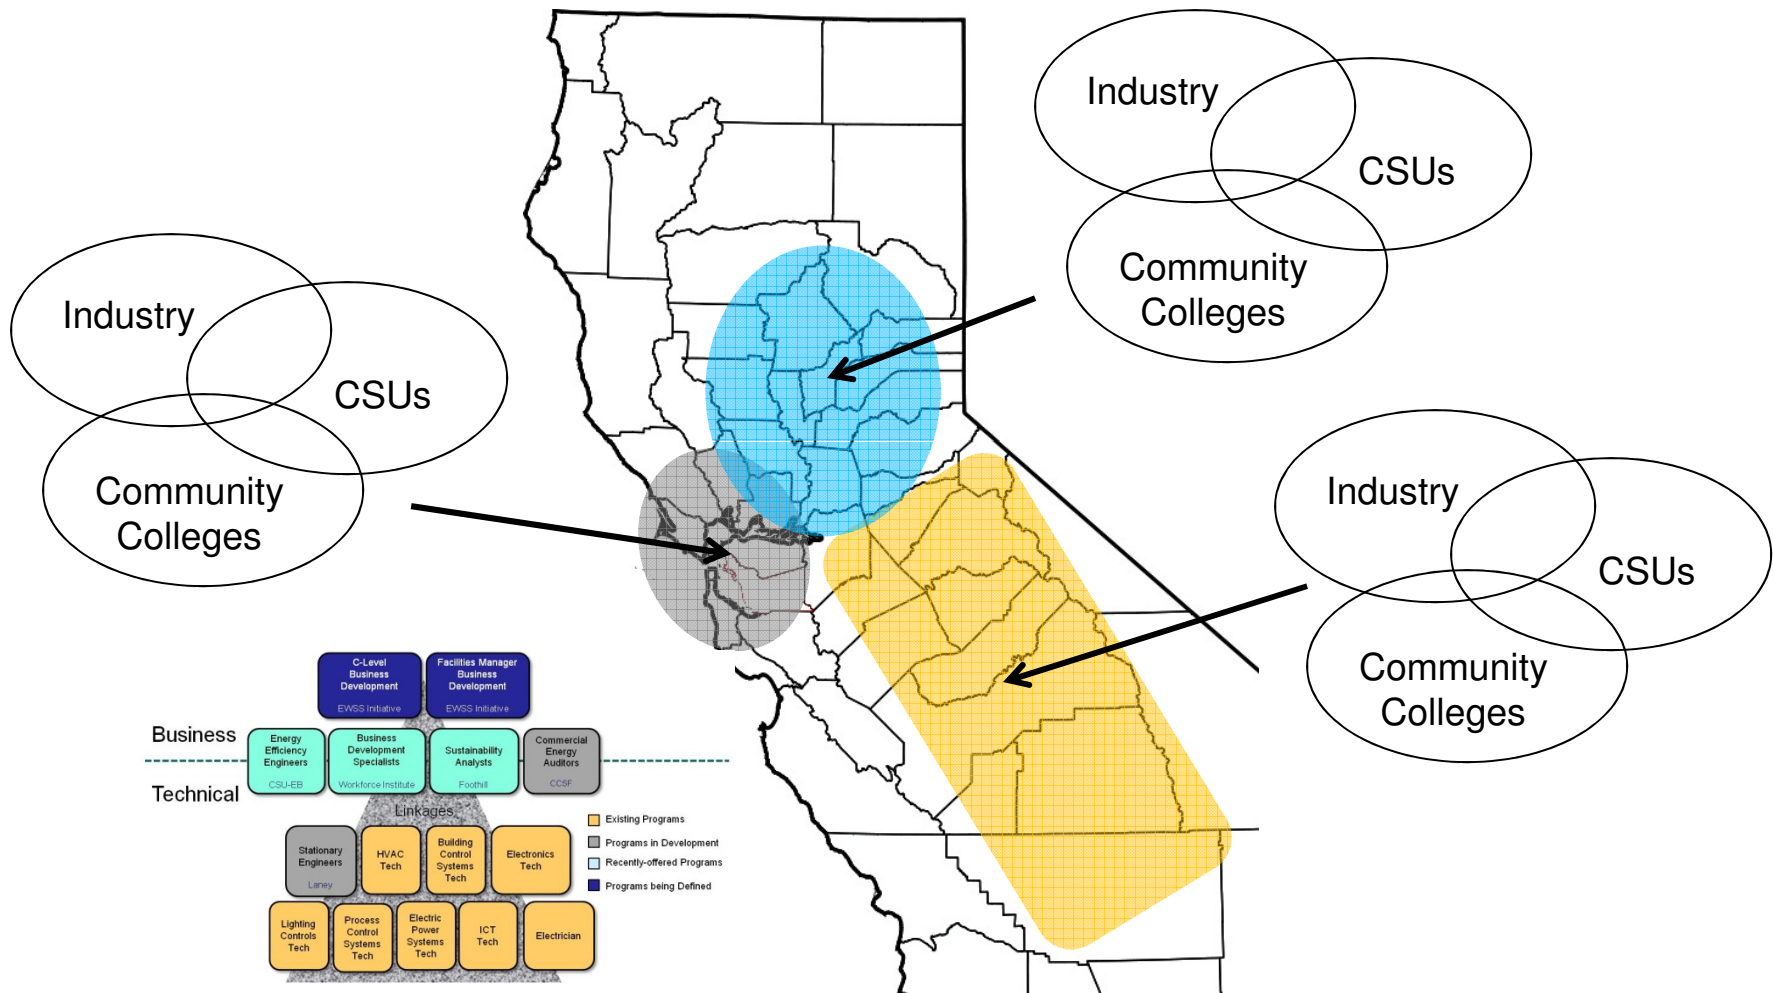 Industry
CSUs
Community
Colleges
Industry
CSUs
Community
Colleges
Industry
CSUs
Community
Colleges
C-Level
Business
Development
EWSS Initiative
Facilities Manager
Business
Development
EWSS Initiative
Business
Technical
Energy
Efficiency
Engineers
CSU-EB
Business
Development
Specialists
Workforce Institute
Sustainability
Analysts
Foothill
Commercial
Energy
Auditors
CCSF
Linkages
Stationary
Engineers
Laney
HVAC
Tech
Building
Control
Systems
Tech
Electronics
Tech
Lighting
Controls
Tech
Process
Control
Systems
Tech
Electric
Power
Systems
Tech
ICT
Tech
Electrician
Existing Programs
Programs in Development
Recently-offered Programs
Programs being Defined